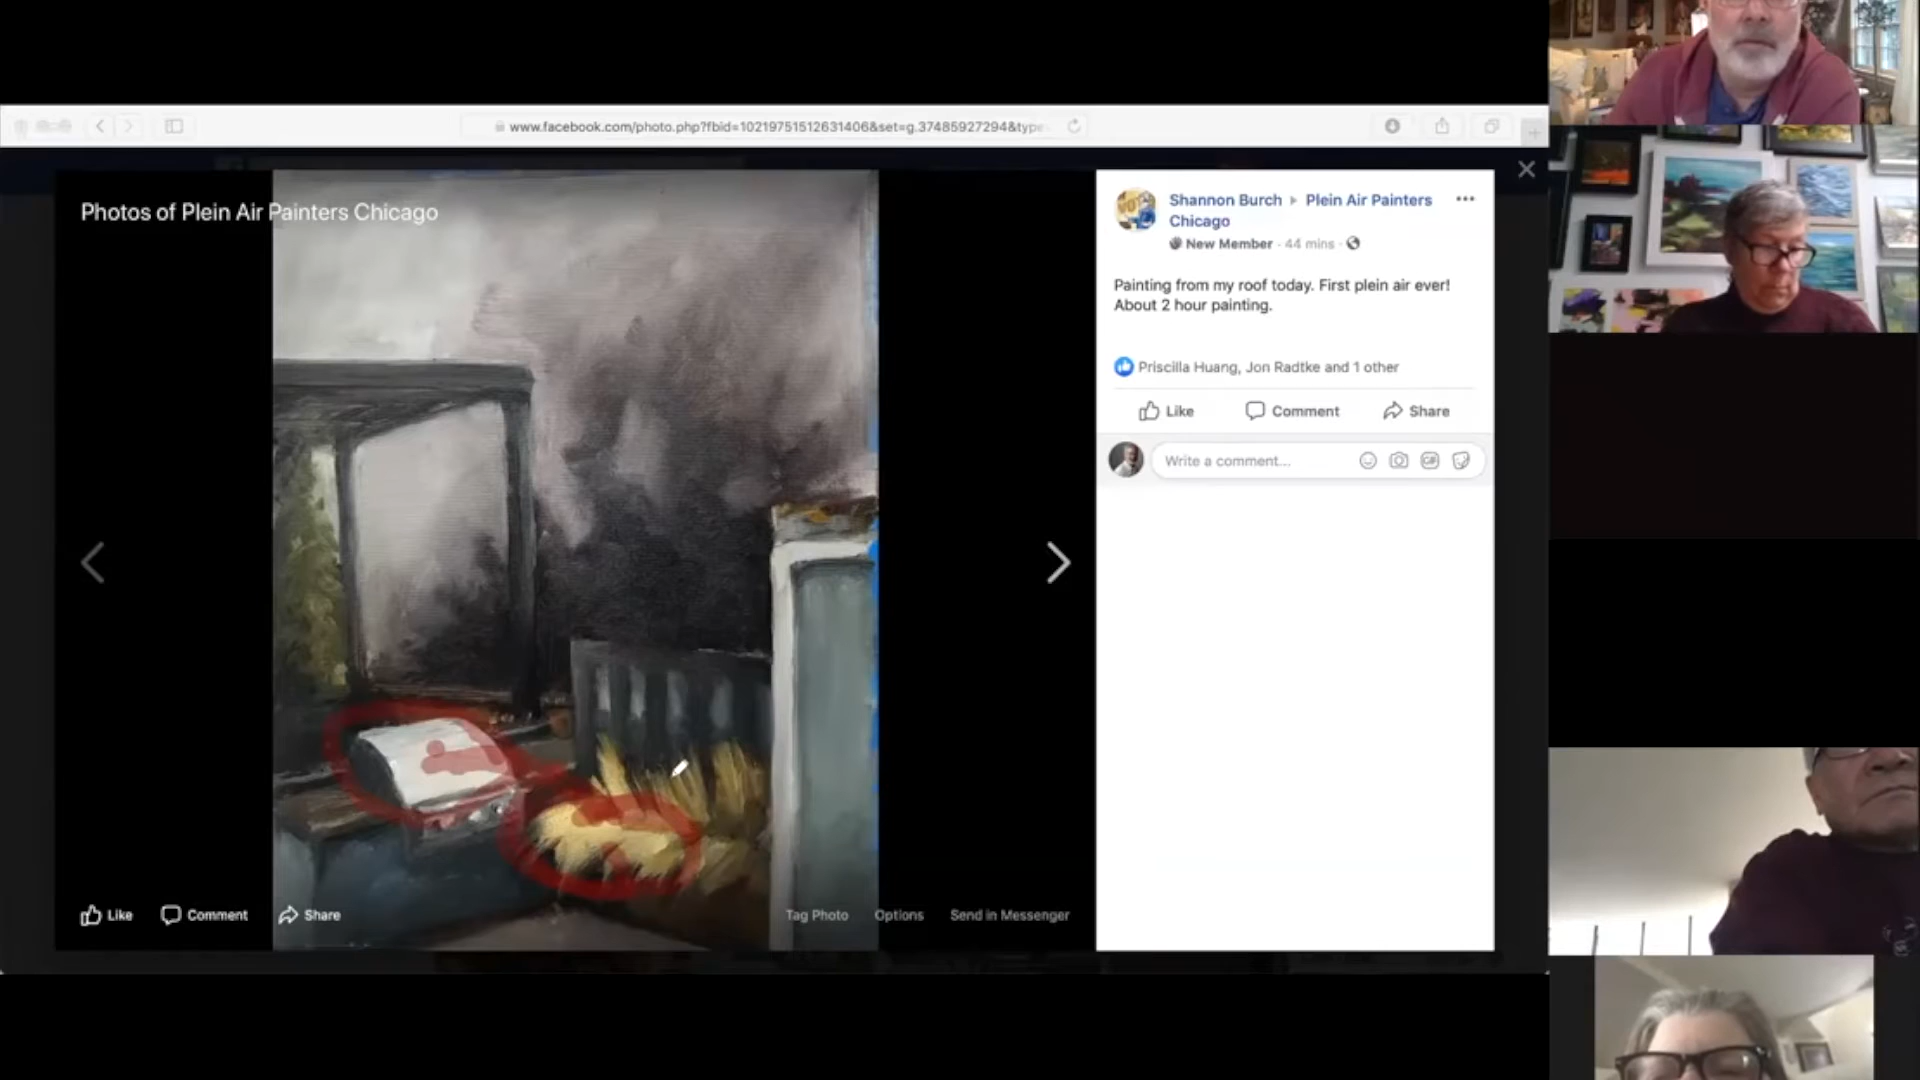 www.facebook.com/photo.php?fbid=10219751512631406&set=g.37485927294&type
Photos of Plein Air Painters Chicago
Shannon Burch ▸ Plein Air Painters
Chicago
New Member · 44 mins ·
Painting from my roof today. First plein air ever!
About 2 hour painting.
Priscilla Huang, Jon Radtke and 1 other
Like Comment Share
Write a comment...
GIF
Like Comment Share
Tag Photo Options Send in Messenger